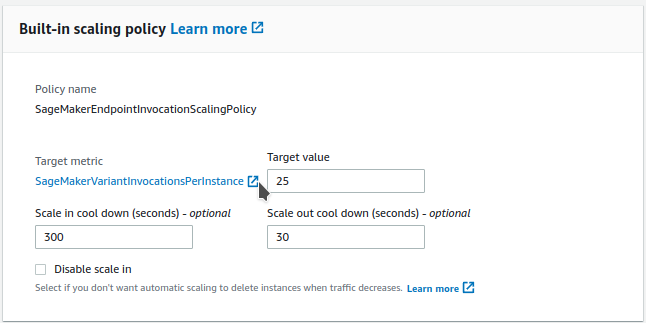 Built-in scaling policy Learn more
Policy name
SageMakerEndpointInvocationScalingPolicy
Target metric
SageMakerVariantInvocationsPerInstance
Target value
25
Scale in cool down (seconds) - optional
300
Scale out cool down (seconds) - optional
30
Disable scale in
Select if you don't want automatic scaling to delete instances when traffic decreases. Learn more